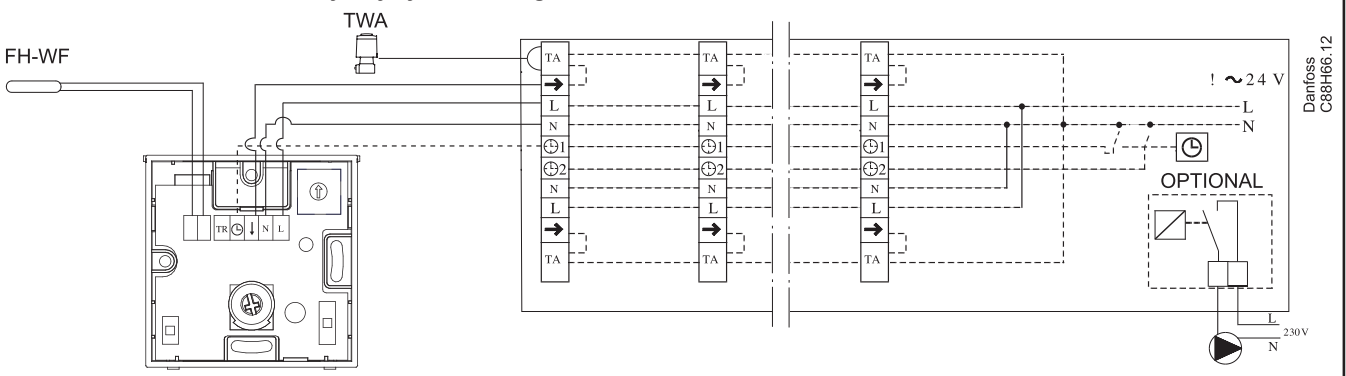 TWA
FH-WF
TR ↓ N L
TA TA TA
→ → →
L L L
N N N
1 1 1
2 2 2
N N N
L L L
→ → →
TA TA TA
! ~24 V
L
N
OPTIONAL
L
230V
N
Danfoss
C88H66.12